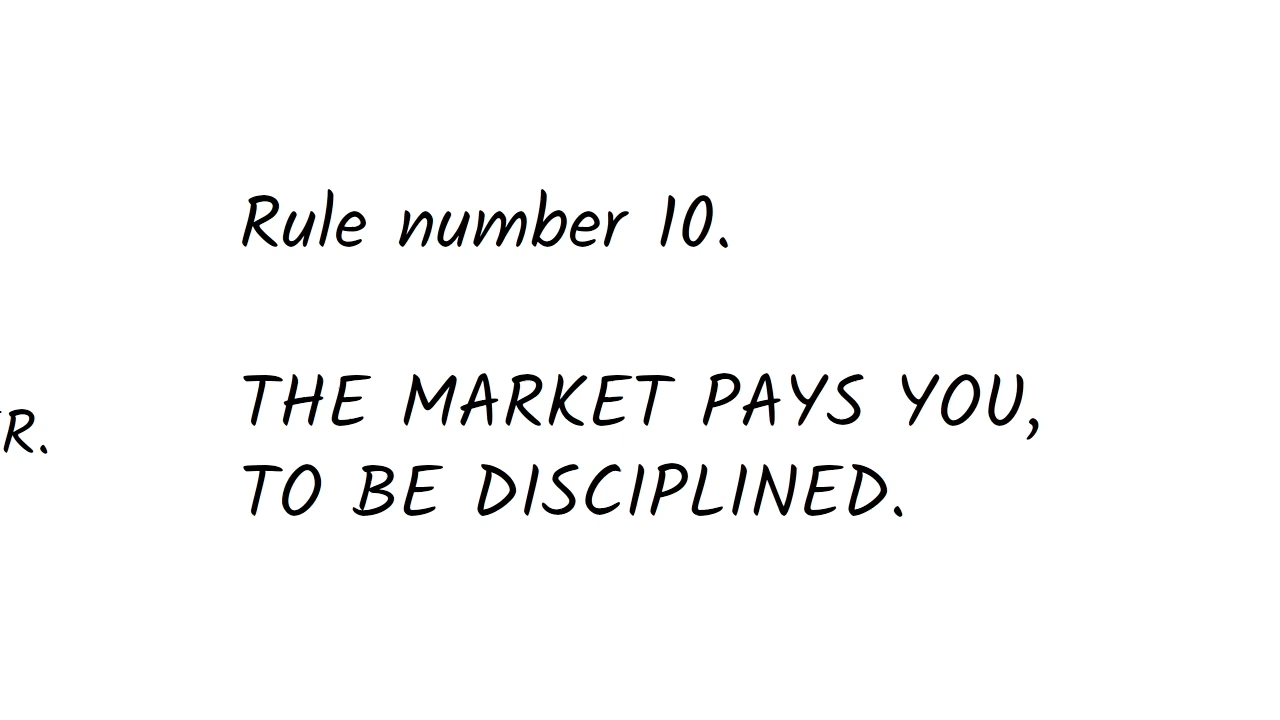 Rule number 10.
THE MARKET PAYS YOU,
TO BE DISCIPLINED.